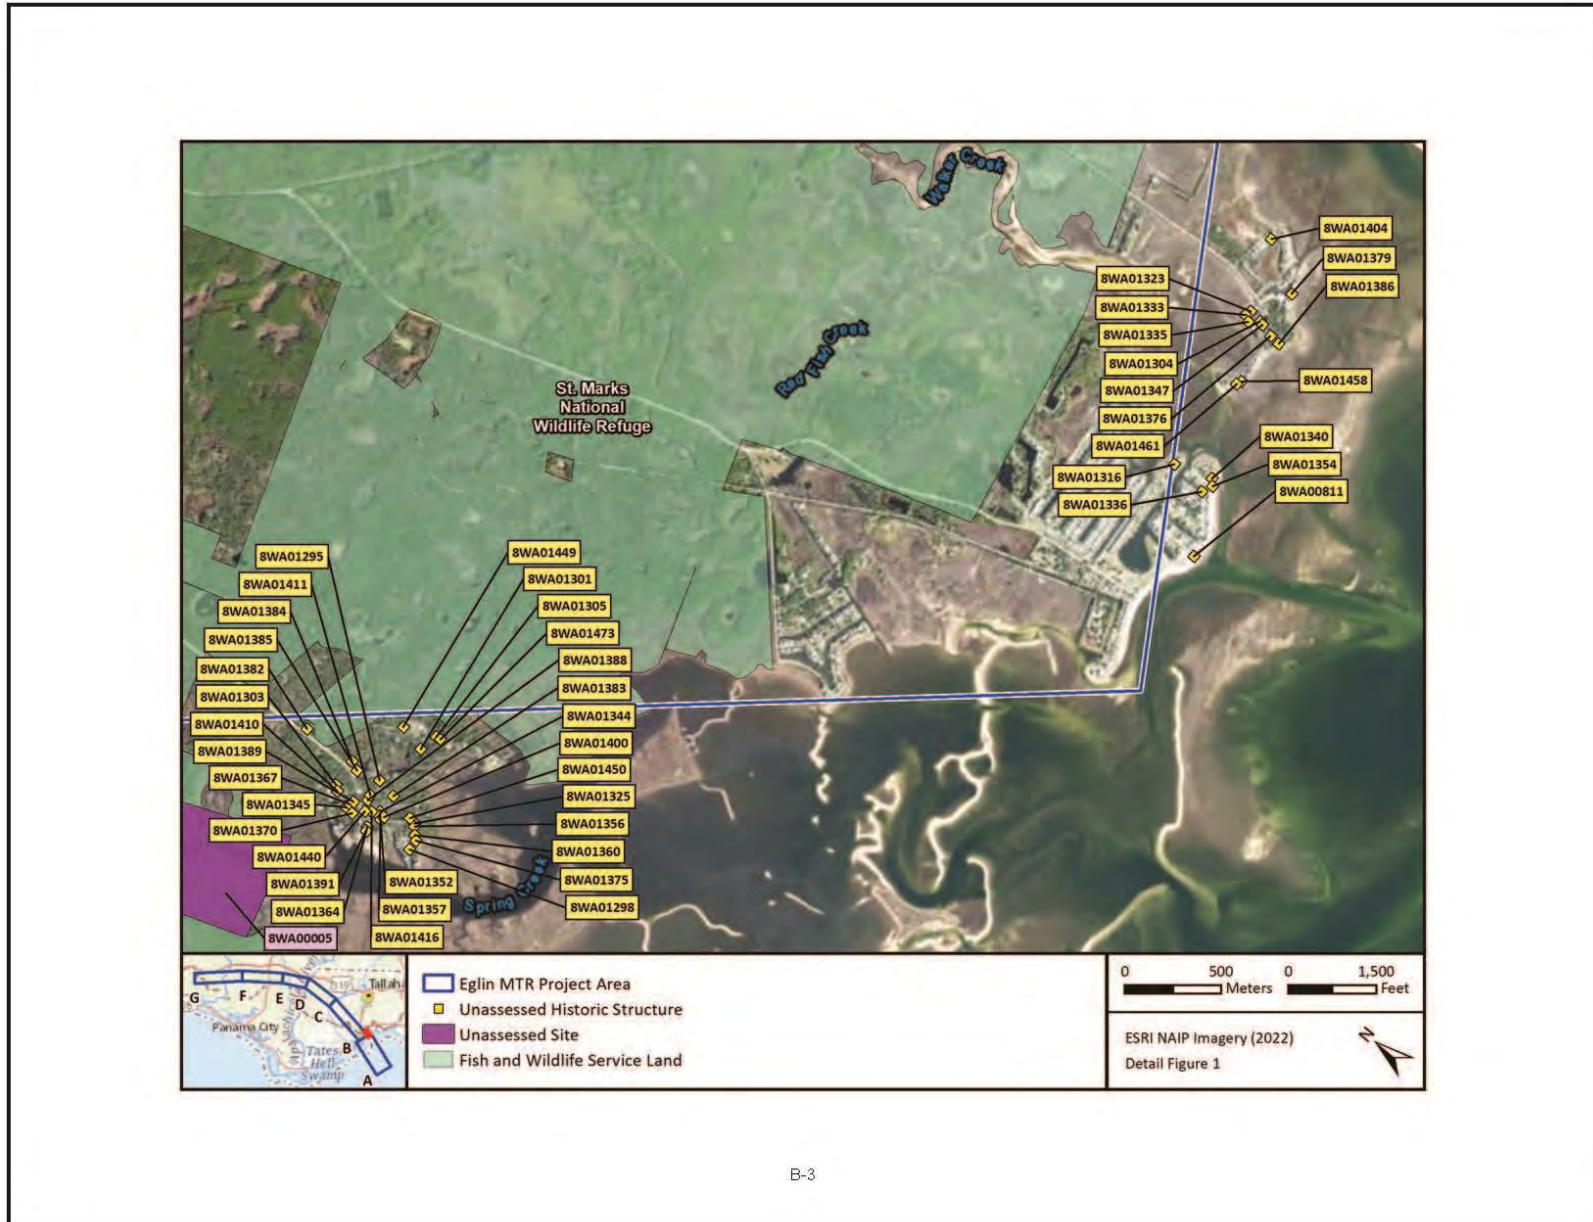 Walker Creek
8WA01404
8WA01379
8WA01386
8WA01323
8WA01333
8WA01335
8WA01304
8WA01347
8WA01376
8WA01461
8WA01458
8WA01340
8WA01354
8WA00811
8WA01316
8WA01336
Red Fish Creek
St. Marks
National
Wildlife Refuge
8WA01295
8WA01411
8WA01384
8WA01385
8WA01382
8WA01303
8WA01410
8WA01389
8WA01367
8WA01345
8WA01370
8WA01440
8WA01391
8WA01364
8WA00005
8WA01449
8WA01301
8WA01305
8WA01473
8WA01388
8WA01383
8WA01344
8WA01400
8WA01450
8WA01325
8WA01356
8WA01360
8WA01375
8WA01298
8WA01352
8WA01357
8WA01416
Spring Creek
G
F
E
D
C
B
A
319
Tallah
Panama City
Tates
Hell
Swamp
Eglin MTR Project Area
Unassessed Historic Structure
Unassessed Site
Fish and Wildlife Service Land
0 500 0 1,500
Meters Feet
ESRI NAIP Imagery (2022)
Detail Figure 1
N
B-3